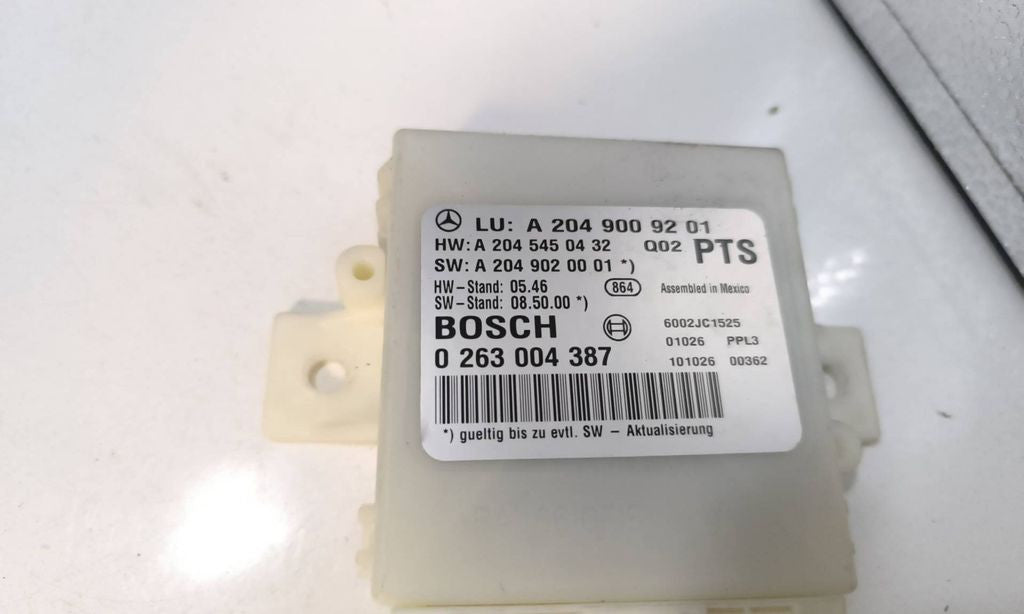 LU: A 204 900 92 01
HW: A 204 545 04 32 Q02 PTS
SW: A 204 902 00 01 *)
HW-Stand: 05.46 864 Assembled in Mexico
SW-Stand: 08.50.00 *)
BOSCH 6002JC1525
01026 PPL3
0 263 004 387 101026 00362
*) gueltig bis zu evtl. SW - Aktualisierung